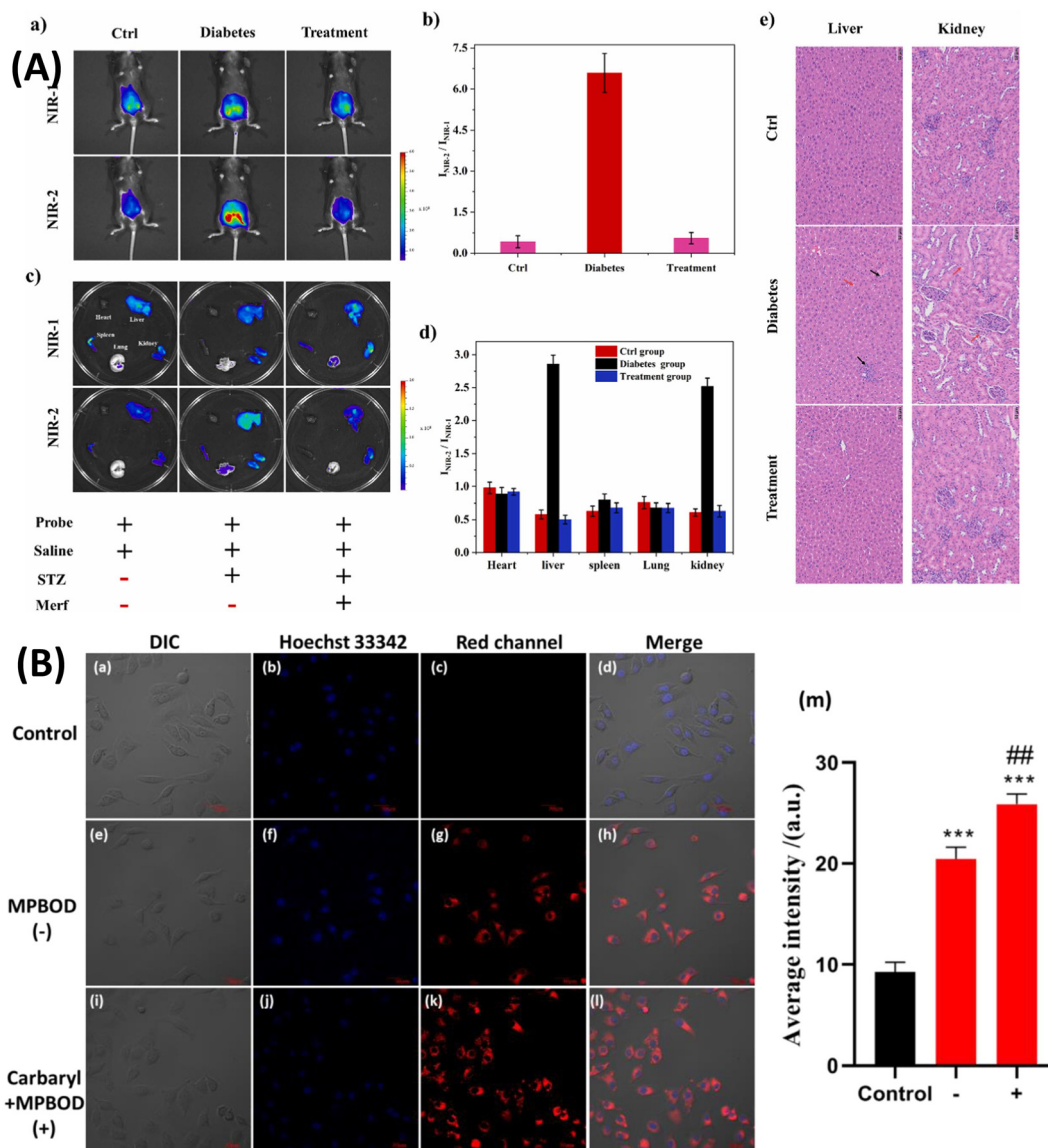 (A)
a)
Ctrl Diabetes Treatment
NIR-1
NIR-2
b)
I NIR-2 / I NIR-1
7.5
6.0
4.5
3.0
1.5
0.0
Ctrl Diabetes Treatment
c)
NIR-1
Heart Liver
Spleen
Lung Kidney
NIR-2
Probe + + +
Saline + + +
STZ - + +
Merf - - +
d)
I NIR-2 / I NIR-1
3.0
2.5
2.0
1.5
1.0
0.5
0.0
Ctrl group
Diabetes group
Treatment group
Heart liver spleen Lung kidney
e)
Liver Kidney
Ctrl
Diabetes
Treatment
(B)
DIC Hoechst 33342 Red channel Merge
Control
(a) (b) (c) (d)
MPBOD
(-)
(e) (f) (g) (h)
Carbaryl
+MPBOD
(+)
(i) (j) (k) (l)
(m)
Average intensity /(a.u.)
30
20
10
0
***
##
***
Control - +